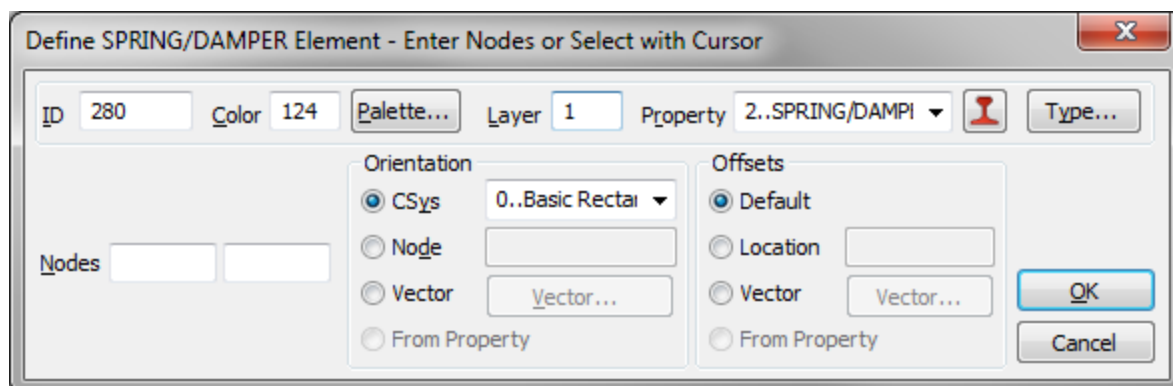 Define SPRING/DAMPER Element - Enter Nodes or Select with Cursor
ID 280 Color 124 Palette... Layer 1 Property 2..SPRING/DAMPI Type...
Orientation Offsets
CSys 0..Basic Rectai Default
Node Location
Nodes
Vector Vector... Vector Vector... OK
From Property From Property Cancel